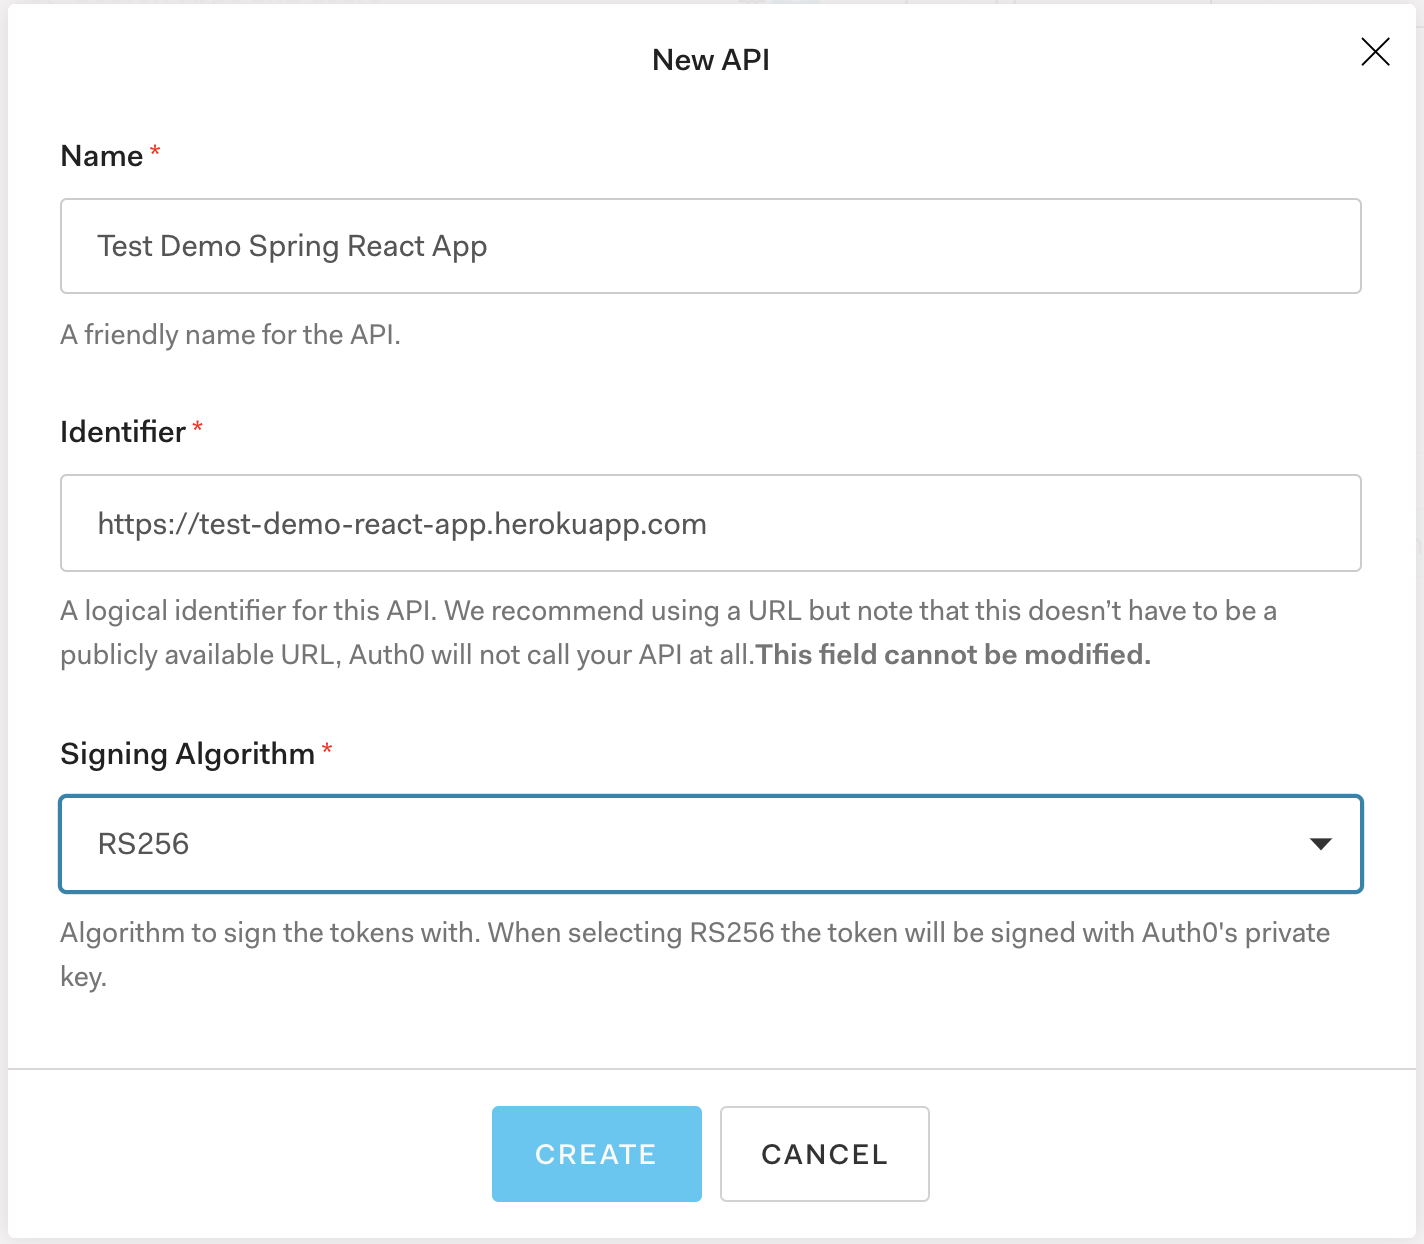 New API
Name *
Test Demo Spring React App
A friendly name for the API.
Identifier *
https://test-demo-react-app.herokuapp.com
A logical identifier for this API. We recommend using a URL but note that this doesn’t have to be a
publicly available URL, Auth0 will not call your API at all.This field cannot be modified.
Signing Algorithm *
RS256
Algorithm to sign the tokens with. When selecting RS256 the token will be signed with Auth0's private
key.
CREATE
CANCEL